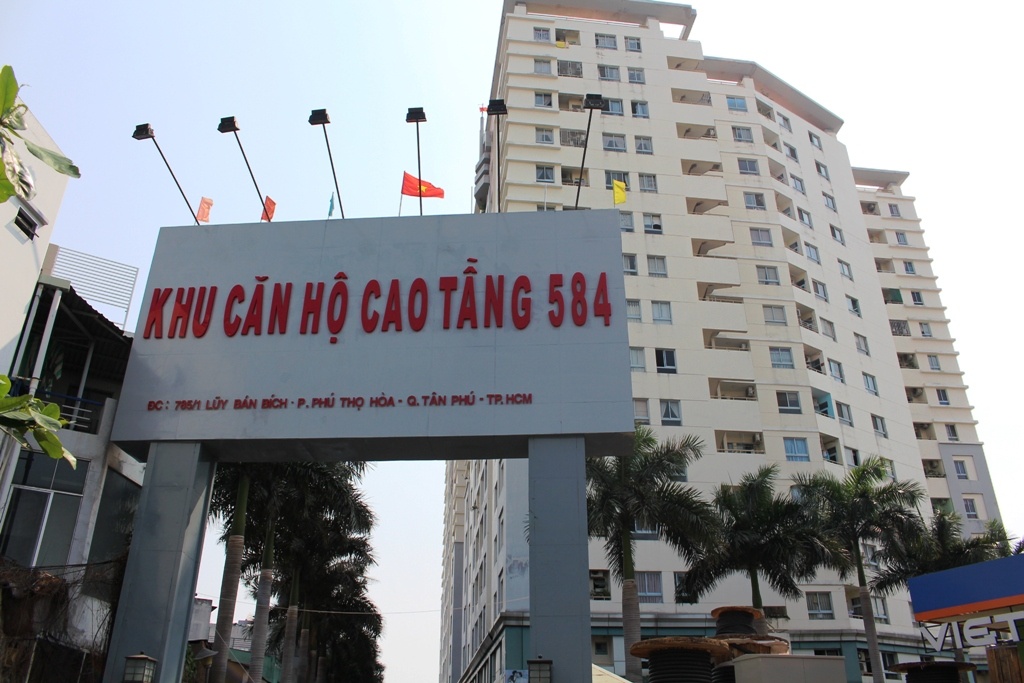 KHU CĂN HỘ CAO TẦNG 584
ĐC : 785/1 LŨY BÁN BÍCH - P. PHÚ THỌ HÒA - Q. TÂN PHÚ - TP. HCM
VIET